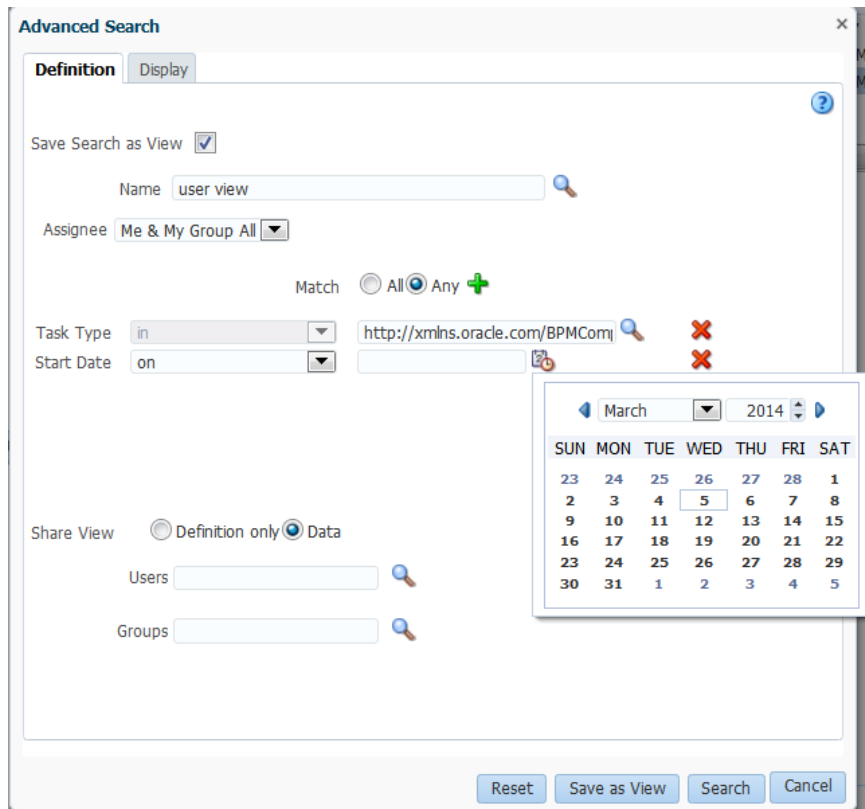 Advanced Search
Definition Display
Save Search as View
Name user view
Assignee Me & My Group All
Match All Any
Task Type in http://xmlns.oracle.com/BPMCom
Start Date on
March 2014
SUN MON TUE WED THU FRI SAT
23 24 25 26 27 28 1
2 3 4 5 6 7 8
9 10 11 12 13 14 15
16 17 18 19 20 21 22
23 24 25 26 27 28 29
30 31 1 2 3 4 5
Share View Definition only Data
Users
Groups
Reset Save as View Search Cancel